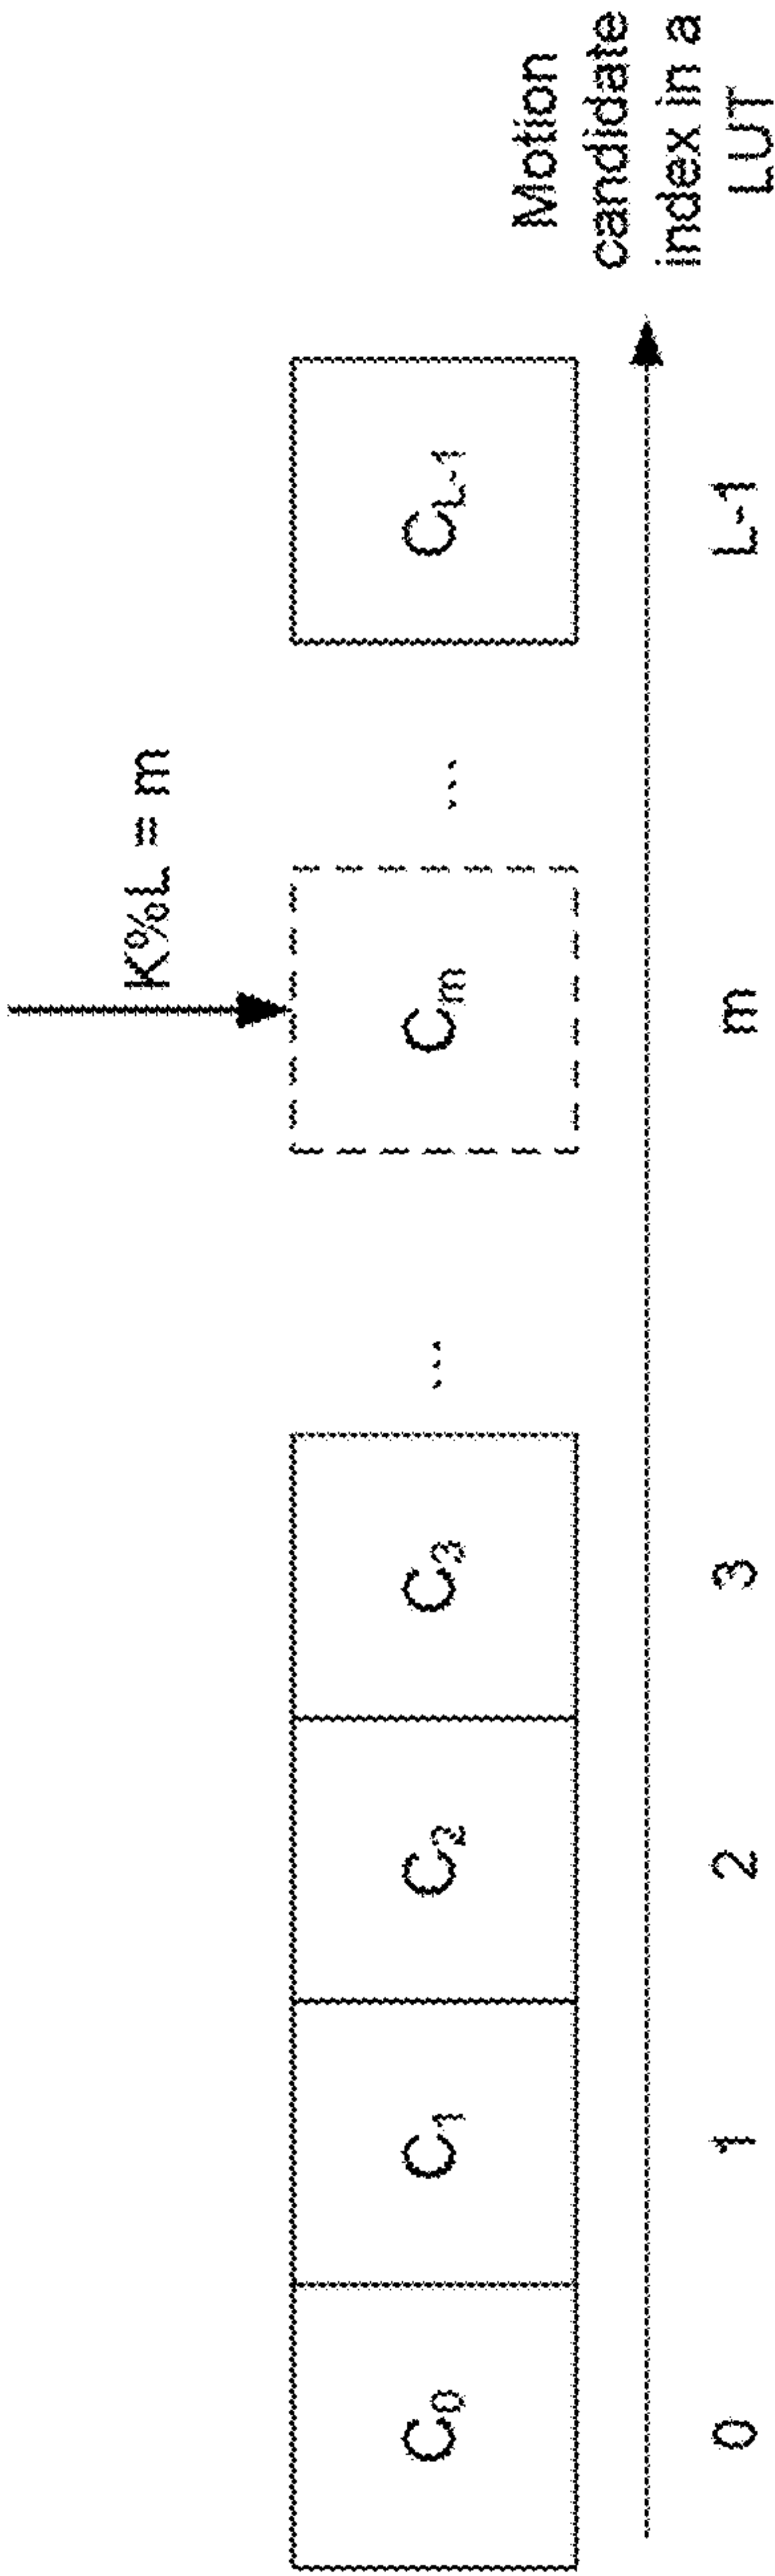 K%L = m
C0 C1 C2 C3 ... Cm ... CL-1
0 1 2 3 m L-1
Motion
candidate
index in a
LUT